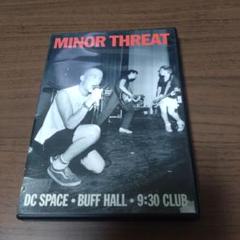 MINOR THREAT
DC SPACE • BUFF HALL • 9:30 CLUB